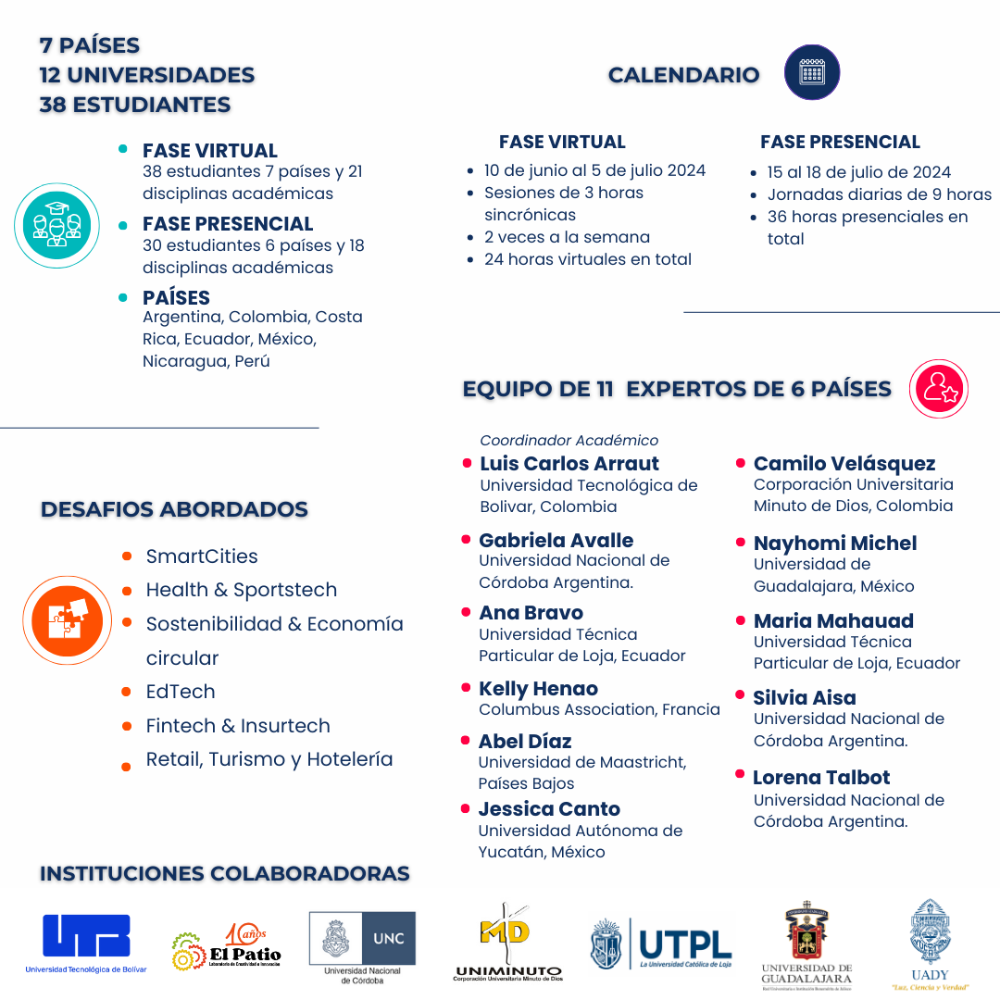 7 PAÍSES
12 UNIVERSIDADES
38 ESTUDIANTES
FASE VIRTUAL
38 estudiantes 7 países y 21
disciplinas académicas
FASE PRESENCIAL
30 estudiantes 6 países y 18
disciplinas académicas
PAÍSES
Argentina, Colombia, Costa
Rica, Ecuador, México,
Nicaragua, Perú
CALENDARIO
FASE VIRTUAL
10 de junio al 5 de julio 2024
Sesiones de 3 horas
sincrónicas
2 veces a la semana
24 horas virtuales en total
FASE PRESENCIAL
15 al 18 de julio de 2024
Jornadas diarias de 9 horas
36 horas presenciales en
total
DESAFIOS ABORDADOS
SmartCities
Health & Sportstech
Sostenibilidad & Economía
circular
EdTech
Fintech & Insurtech
Retail, Turismo y Hotelería
EQUIPO DE 11 EXPERTOS DE 6 PAÍSES
Coordinador Académico
Luis Carlos Arraut
Universidad Tecnológica de
Bolivar, Colombia
Gabriela Avalle
Universidad Nacional de
Córdoba Argentina.
Ana Bravo
Universidad Técnica
Particular de Loja, Ecuador
Kelly Henao
Columbus Association, Francia
Abel Díaz
Universidad de Maastricht,
Países Bajos
Jessica Canto
Universidad Autónoma de
Yucatán, México
Camilo Velásquez
Corporación Universitaria
Minuto de Dios, Colombia
Nayhomi Michel
Universidad de
Guadalajara, México
Maria Mahauad
Universidad Técnica
Particular de Loja, Ecuador
Silvia Aisa
Universidad Nacional de
Córdoba Argentina.
Lorena Talbot
Universidad Nacional de
Córdoba Argentina.
INSTITUCIONES COLABORADORAS
UTB
Universidad Tecnológica de Bolívar
10 años
El Patio
Laboratorio de Creatividad e Innovación
UNC
Universidad Nacional
de Córdoba
MD
UNIMINUTO
Corporación Universitaria Minuto de Dios
UTPL
La Universidad Católica de Loja
UNIVERSIDAD DE
GUADALAJARA
Red Universitaria e Institución Benemérita de Jalisco
UADY
"Luz, Ciencia y Verdad"